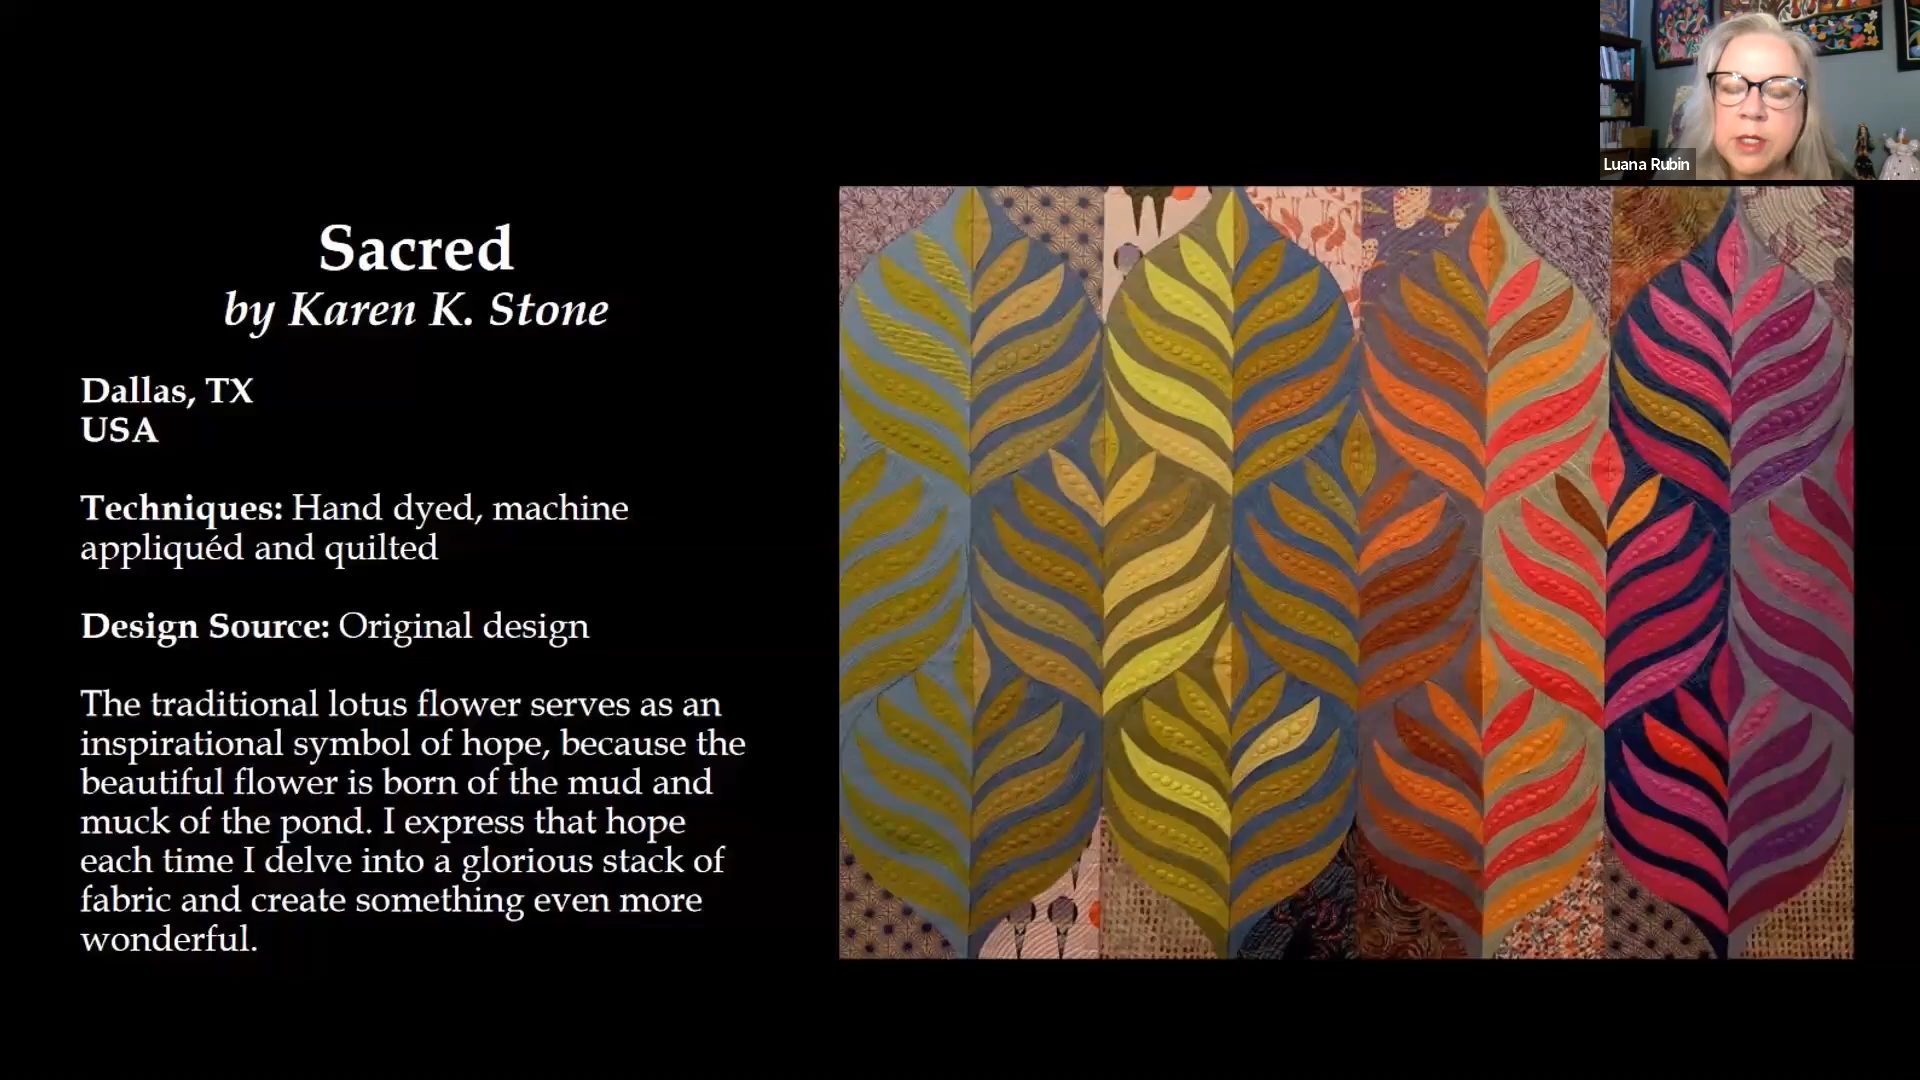 Luana Rubin
Sacred
by Karen K. Stone
Dallas, TX
USA
Techniques: Hand dyed, machine
appliquéd and quilted
Design Source: Original design
The traditional lotus flower serves as an
inspirational symbol of hope, because the
beautiful flower is born of the mud and
muck of the pond. I express that hope
each time I delve into a glorious stack of
fabric and create something even more
wonderful.